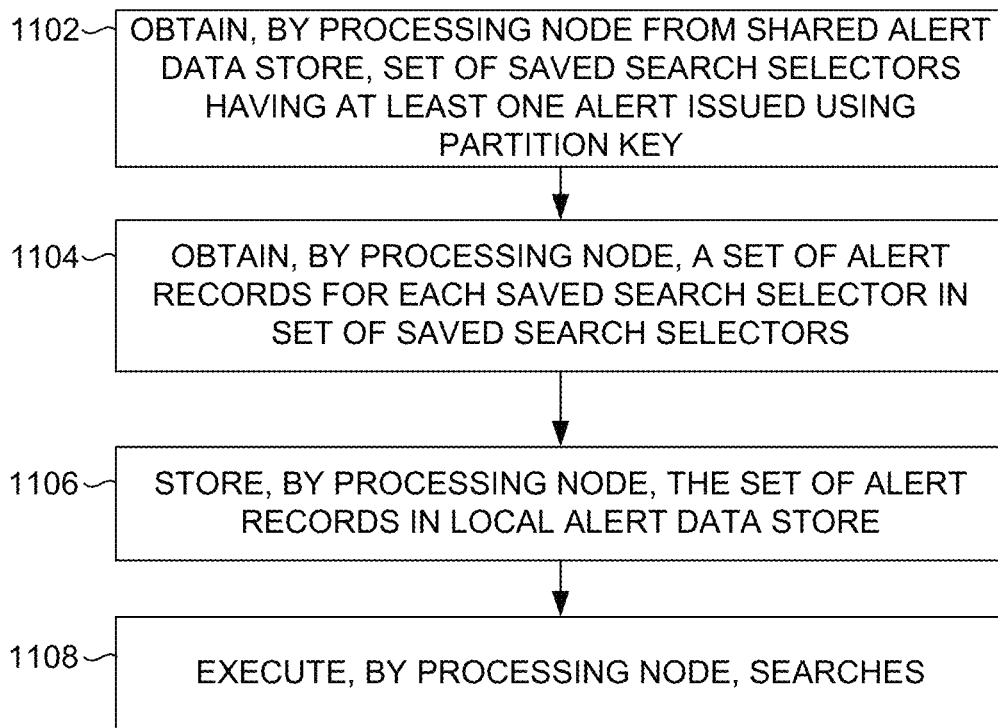 1102
OBTAIN, BY PROCESSING NODE FROM SHARED ALERT
DATA STORE, SET OF SAVED SEARCH SELECTORS
HAVING AT LEAST ONE ALERT ISSUED USING
PARTITION KEY
1104
OBTAIN, BY PROCESSING NODE, A SET OF ALERT
RECORDS FOR EACH SAVED SEARCH SELECTOR IN
SET OF SAVED SEARCH SELECTORS
1106
STORE, BY PROCESSING NODE, THE SET OF ALERT
RECORDS IN LOCAL ALERT DATA STORE
1108
EXECUTE, BY PROCESSING NODE, SEARCHES